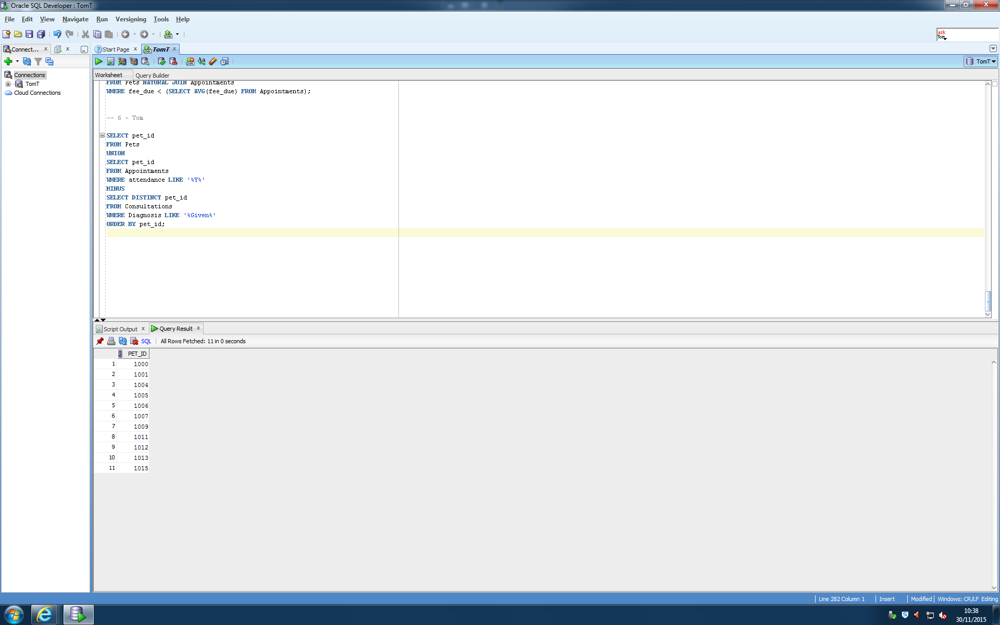 Oracle SQL Developer : TomT
File Edit View Navigate Run Versioning Tools Help
ask
Tom
Connect...
Start Page
TomT
TomT
Worksheet
Query Builder
Connections
TomT
Cloud Connections
FROM Pets NATURAL JOIN Appointments
WHERE fee_due < (SELECT AVG(fee_due) FROM Appointments);
-- 6 - Tom
SELECT pet_id
FROM Pets
UNION
SELECT pet_id
FROM Appointments
WHERE attendance LIKE '%Y%'
MINUS
SELECT DISTINCT pet_id
FROM Consultations
WHERE Diagnosis LIKE '%Given%'
ORDER BY pet_id;
Script Output
Query Result
SQL
All Rows Fetched: 11 in 0 seconds
PET_ID
1 1000
2 1001
3 1004
4 1005
5 1006
6 1007
7 1009
8 1011
9 1012
10 1013
11 1015
Line 282 Column 1
Insert
Modified
Windows: CR/LF Editing
10:38
30/11/2015